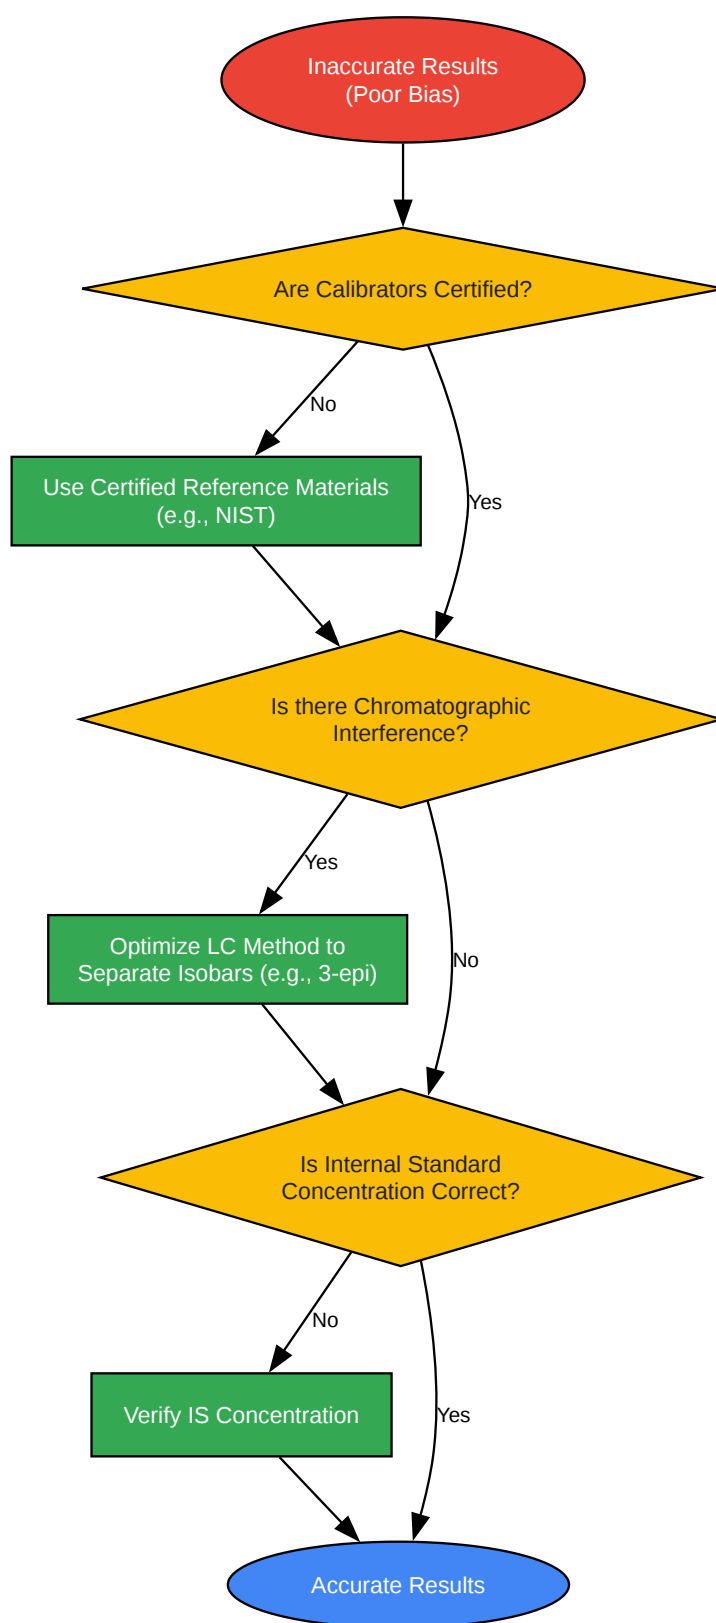 Inaccurate Results
(Poor Bias)
Are Calibrators Certified?
No
Use Certified Reference Materials
(e.g., NIST)
Yes
Is there Chromatographic
Interference?
Yes
Optimize LC Method to
Separate Isobars (e.g., 3-epi)
No
Is Internal Standard
Concentration Correct?
No
Verify IS Concentration
Yes
Accurate Results